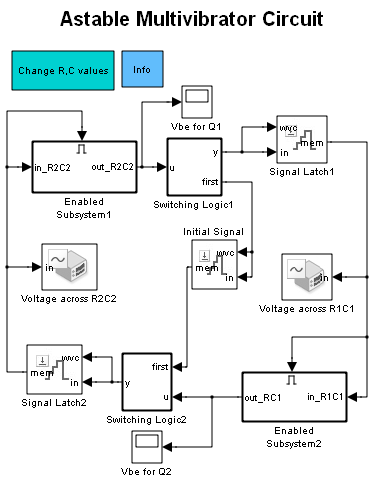 Astable Multivibrator Circuit
Change R,C values
Info
Vbe for Q1
wvc
mem
in
Signal Latch1
in_R2C2
out_R2C2
Enabled
Subsystem1
u
y
first
Switching Logic1
Initial Signal
wvc
mem
in
in
Voltage across R2C2
in
Voltage across R1C1
wvc
mem
in
Signal Latch2
first
y
u
Switching Logic2
out_RC1
in_R1C1
Enabled
Subsystem2
Vbe for Q2